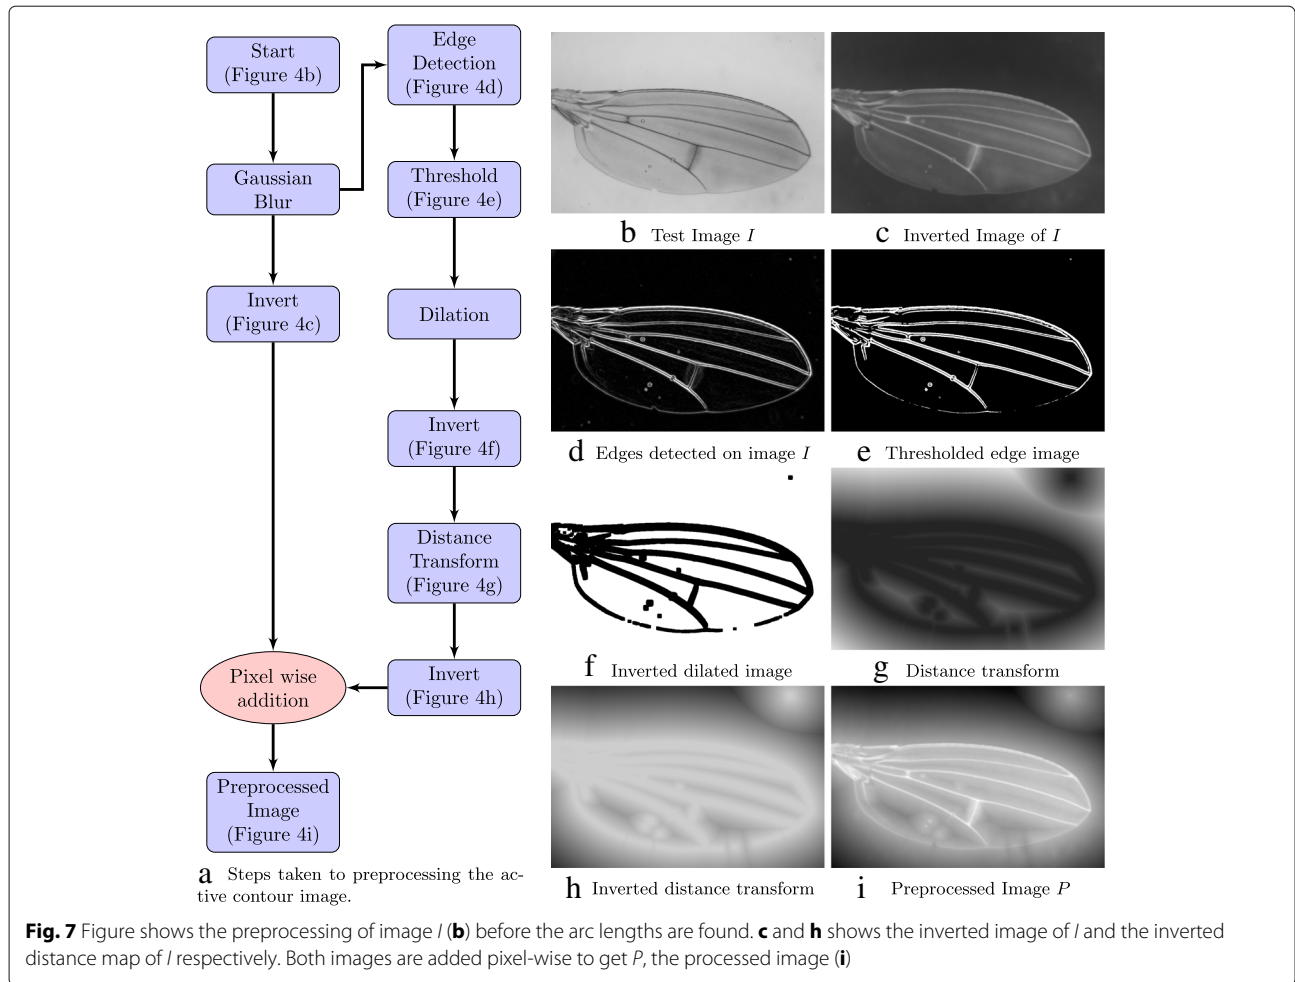 Start
(Figure 4b)
Gaussian
Blur
Invert
(Figure 4c)
Edge
Detection
(Figure 4d)
Threshold
(Figure 4e)
Dilation
Invert
(Figure 4f)
Distance
Transform
(Figure 4g)
Invert
(Figure 4h)
Pixel wise
addition
Preprocessed
Image
(Figure 4i)
a Steps taken to preprocessing the ac-
tive contour image.
b Test Image I
c Inverted Image of I
d Edges detected on image I
e Thresholded edge image
f Inverted dilated image
g Distance transform
h Inverted distance transform
i Preprocessed Image P
Fig. 7 Figure shows the preprocessing of image I (b) before the arc lengths are found. c and h shows the inverted image of I and the inverted
distance map of I respectively. Both images are added pixel-wise to get P, the processed image (i)